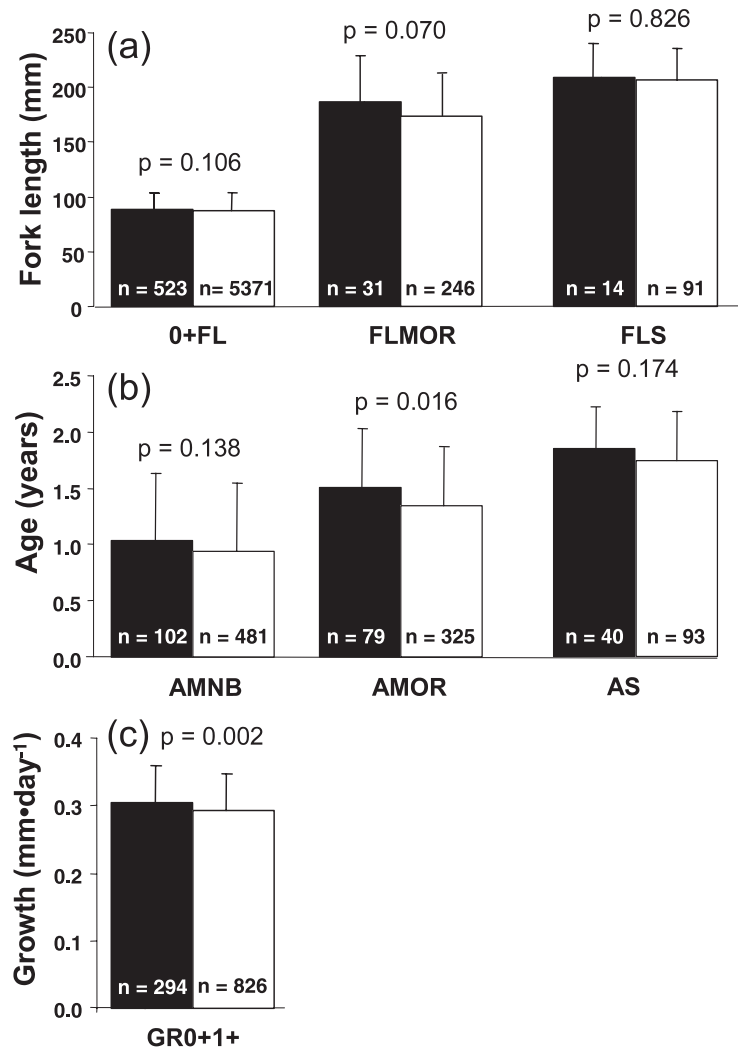 (a)
p = 0.106
p = 0.070
p = 0.826
Fork length (mm)
250
200
150
100
50
0
n = 523 n= 5371
n = 31 n = 246
n = 14 n = 91
0+FL FLMOR FLS
(b)
p = 0.138
p = 0.016
p = 0.174
Age (years)
2.5
2.0
1.5
1.0
0.5
0.0
n = 102 n = 481
n = 79 n = 325
n = 40 n = 93
AMNB AMOR AS
(c) p = 0.002
Growth (mm•day⁻¹)
0.4
0.3
0.2
0.1
0.0
n = 294 n = 826
GR0+1+